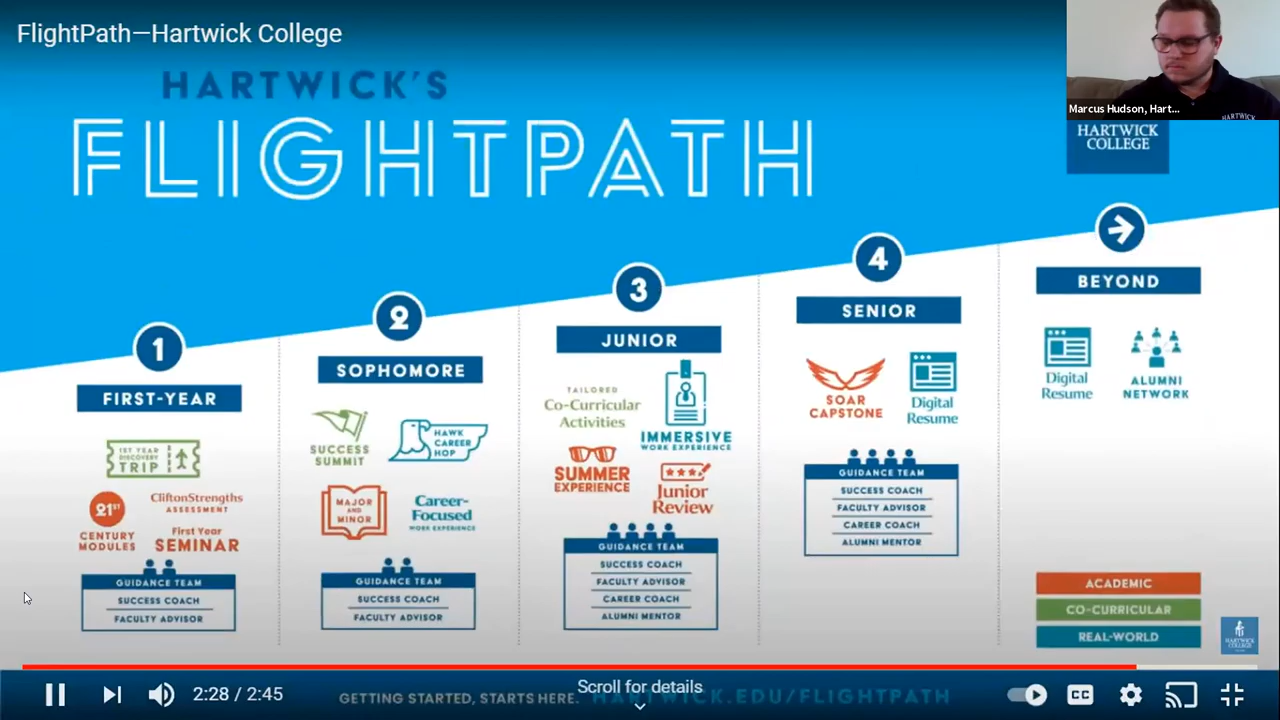 FlightPath—Hartwick College
Marcus Hudson, Hart...
HARTWICK
HARTWICK
COLLEGE
HARTWICK'S
FLIGHTPATH
1
FIRST-YEAR
1ST YEAR
DISCOVERY
TRIP
21ST
CENTURY
MODULES
CliftonStrengths
ASSESSMENT
First Year
SEMINAR
GUIDANCE TEAM
SUCCESS COACH
FACULTY ADVISOR
2
SOPHOMORE
SUCCESS
SUMMIT
HAWK
CAREER
HOP
MAJOR
AND
MINOR
Career-
Focused
WORK EXPERIENCE
GUIDANCE TEAM
SUCCESS COACH
FACULTY ADVISOR
3
JUNIOR
TAILORED
Co-Curricular
Activities
IMMERSIVE
WORK EXPERIENCE
SUMMER
EXPERIENCE
Junior
Review
GUIDANCE TEAM
SUCCESS COACH
FACULTY ADVISOR
CAREER COACH
ALUMNI MENTOR
4
SENIOR
SOAR
CAPSTONE
Digital
Resume
GUIDANCE TEAM
SUCCESS COACH
FACULTY ADVISOR
CAREER COACH
ALUMNI MENTOR
BEYOND
Digital
Resume
ALUMNI
NETWORK
ACADEMIC
CO-CURRICULAR
REAL-WORLD
HARTWICK
COLLEGE
2:28 / 2:45
GETTING STARTED, STARTS HERE.
HARTWICK.EDU/FLIGHTPATH
Scroll for details
CC